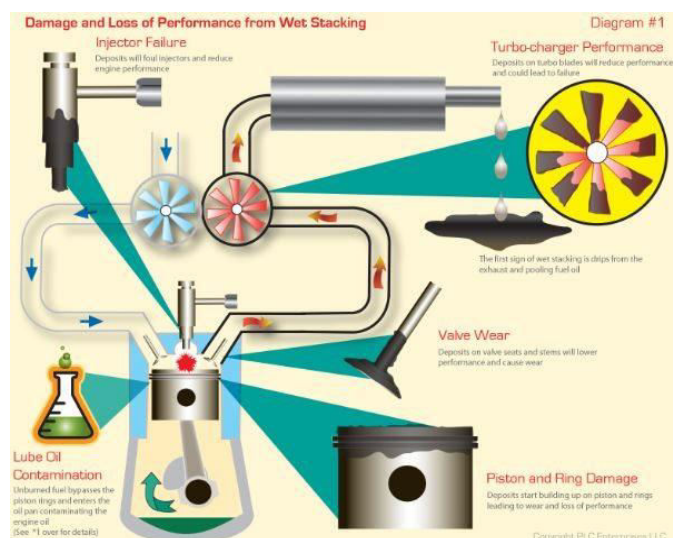 Damage and Loss of Performance from Wet Stacking
Diagram #1
Injector Failure
Deposits will foul injectors and reduce
engine performance
Turbo-charger Performance
Deposits on turbo blades will reduce performance
and could lead to failure
The first sign of wet stacking is drips from the
exhaust and pooling fuel oil
Valve Wear
Deposits on valve seats and stems will lower
performance and cause wear
Lube Oil
Contamination
Unburned fuel bypasses the
piston rings and enters the
oil pan contaminating the
engine oil
(See *1 over for details)
Piston and Ring Damage
Deposits start building up on piston and rings
leading to wear and loss of performance
Copyright PLC Enterprises LLC